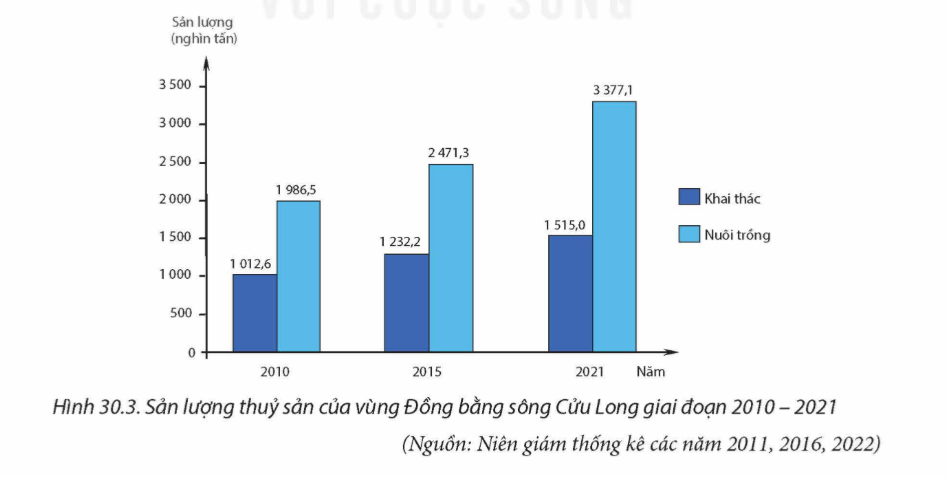 VỚI CUỘC SỐNG
Sản lượng
(nghìn tấn)
3 500
3 000
2 500
2 000
1 500
1 000
500
0
1 012,6
1 986,5
1 232,2
2 471,3
1 515,0
3 377,1
Khai thác
Nuôi trồng
2010
2015
2021
Năm
Hình 30.3. Sản lượng thuỷ sản của vùng Đồng bằng sông Cửu Long giai đoạn 2010 – 2021
(Nguồn: Niên giám thống kê các năm 2011, 2016, 2022)